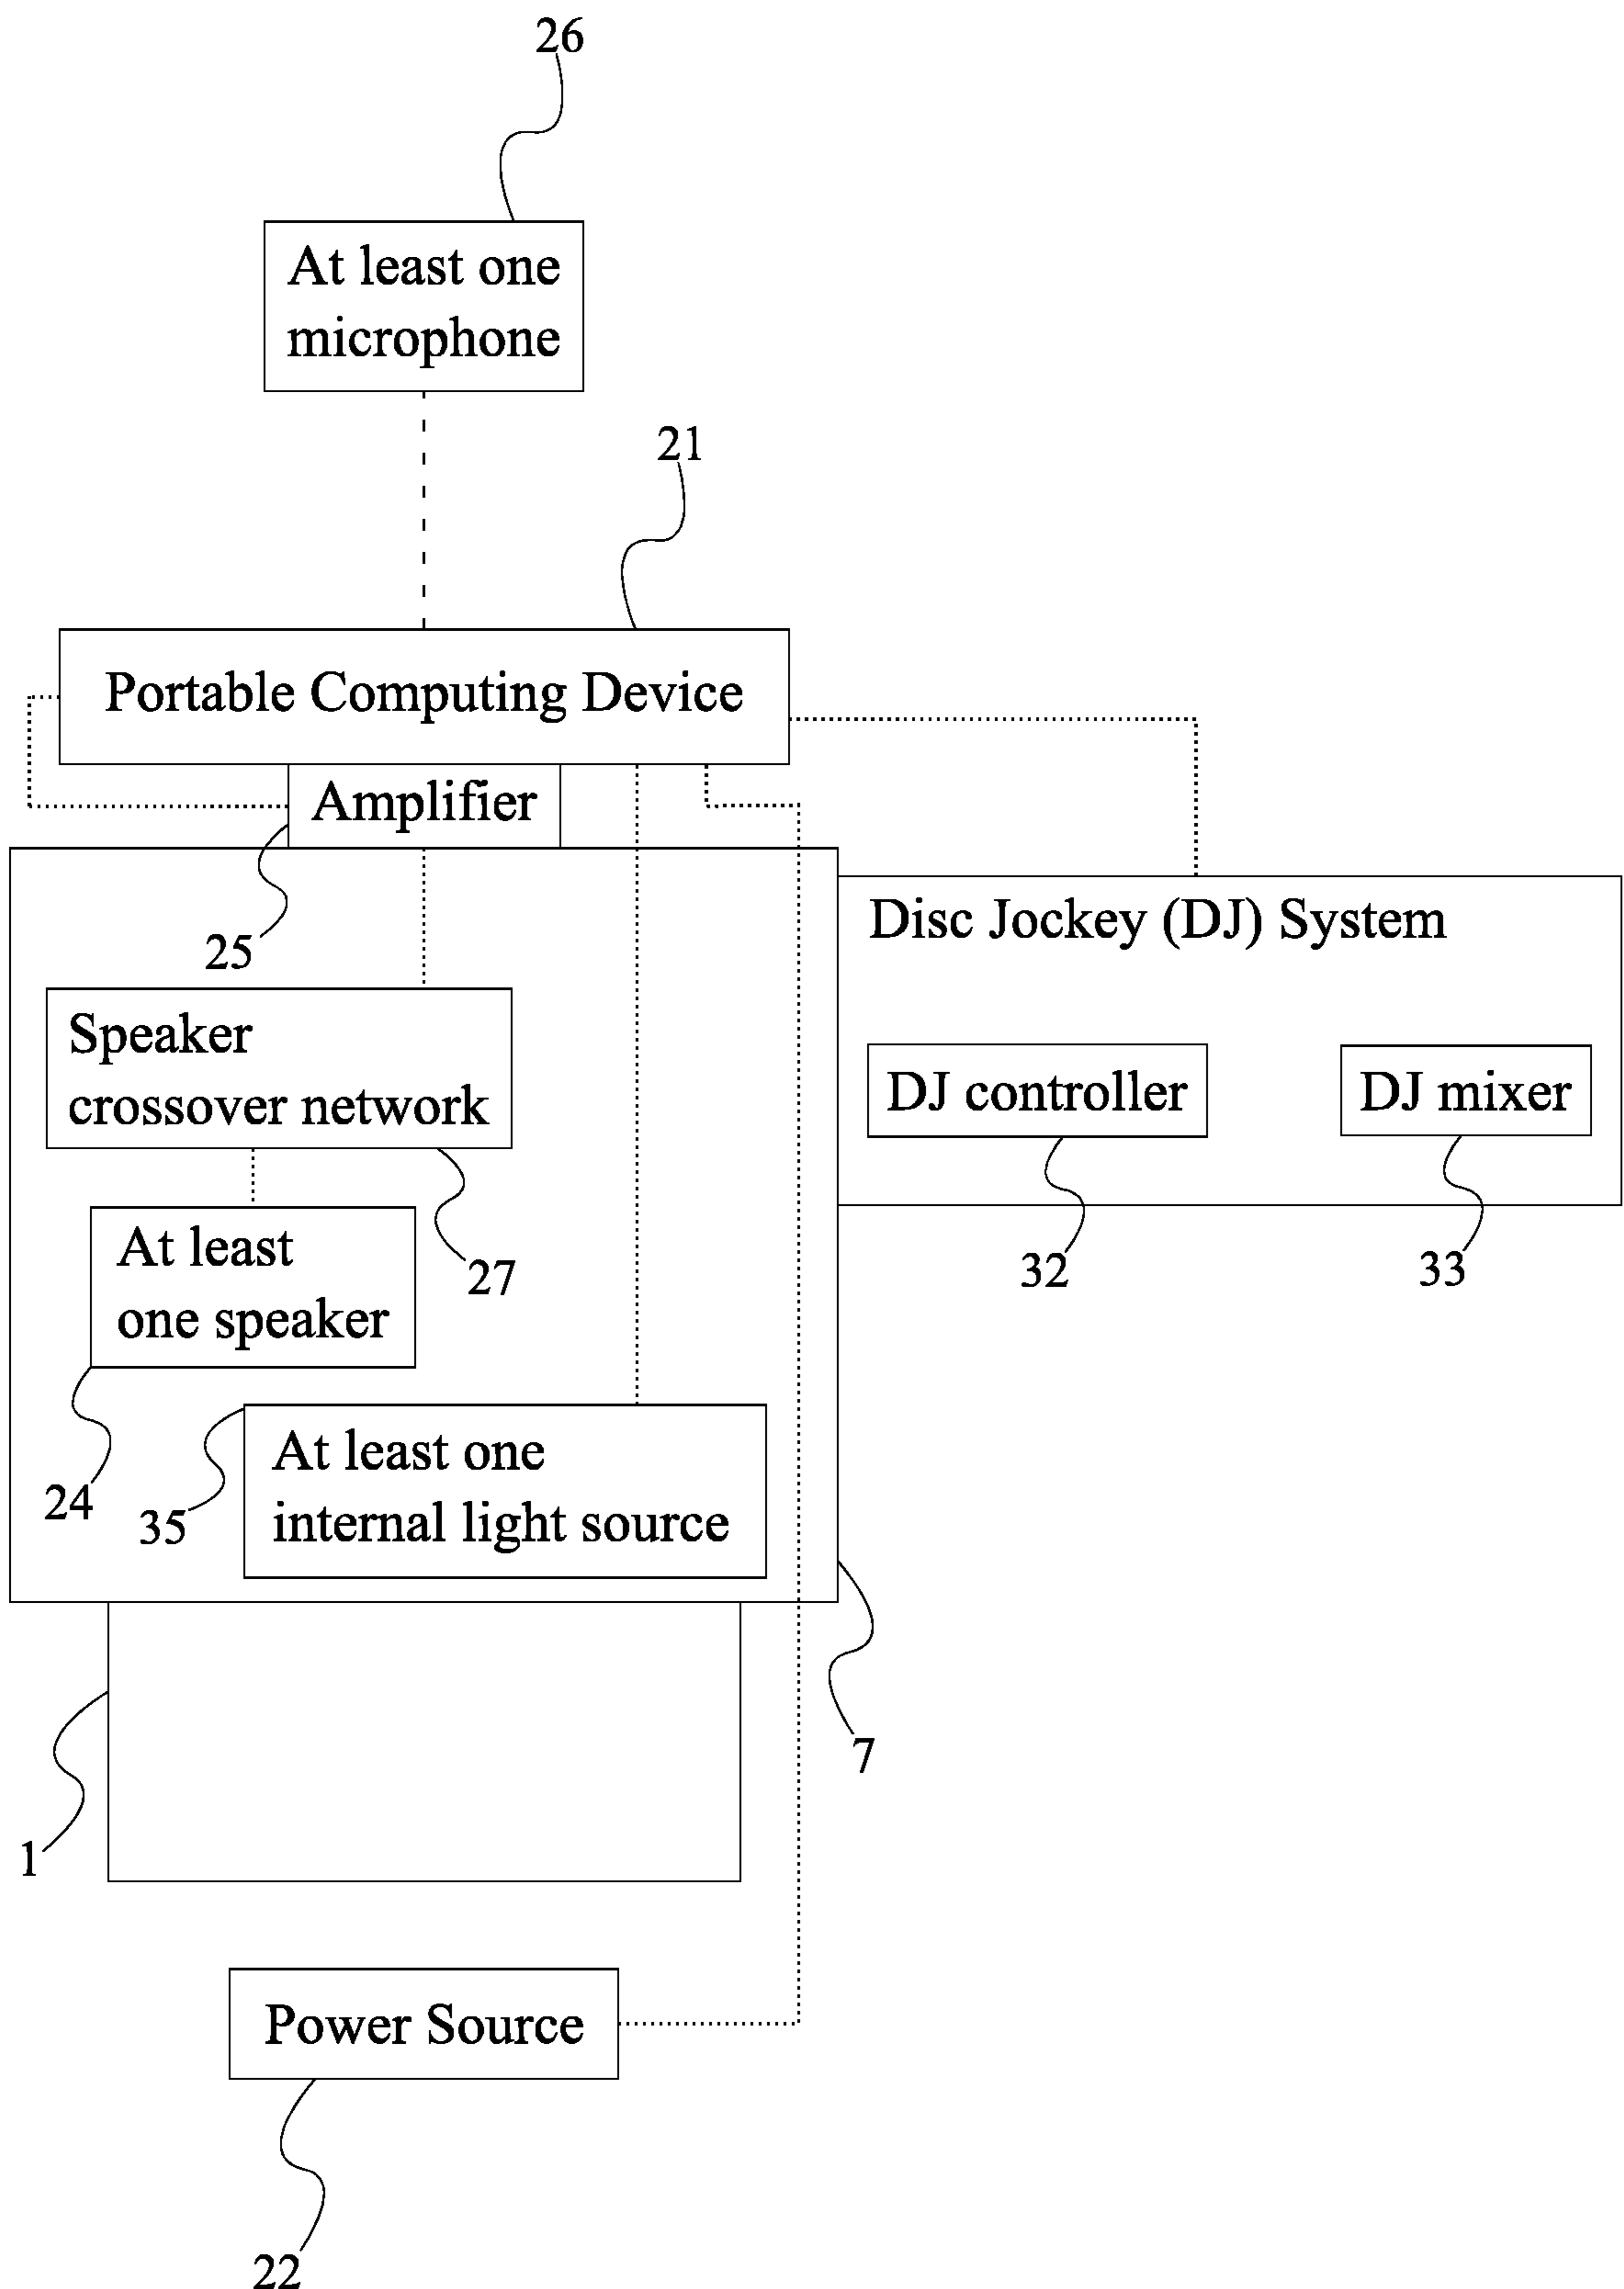 26
At least one
microphone
21
Portable Computing Device
Amplifier
25
Disc Jockey (DJ) System
Speaker
crossover network
DJ controller
DJ mixer
27
32
33
At least
one speaker
24
35
At least one
internal light source
7
1
Power Source
22